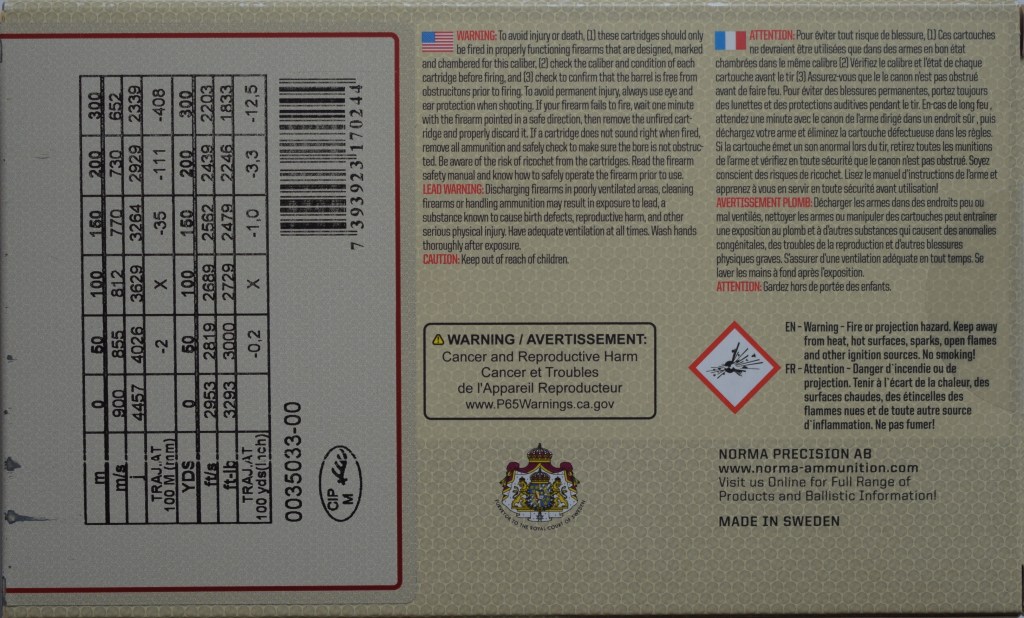 m 0 50 100 150 200 300
m/s 900 855 812 770 730 652
j 4457 4026 3629 3264 2929 2339
TRAJ.AT
100 M (mm) -2 X -35 -111 -408
YDS 0 50 100 150 200 300
ft/s 2953 2819 2689 2562 2439 2203
ft-lb 3293 3000 2729 2479 2246 1833
TRAJ.AT
100 yds(Inch) -0,2 X -1,0 -3,3 -12,5
0035033-00
CIP
M
7 393923 170244
WARNING: To avoid injury or death, (1) these cartridges should only
be fired in properly functioning firearms that are designed, marked
and chambered for this caliber, (2) check the caliber and condition of each
cartridge before firing, and (3) check to confirm that the barrel is free from
obstrucitons prior to firing. To avoid permanent injury, always use eye and
ear protection when shooting. If your firearm fails to fire, wait one minute
with the firearm pointed in a safe direction, then remove the unfired cart-
ridge and properly discard it. If a cartridge does not sound right when fired,
remove all ammunition and safely check to make sure the bore is not obstruc-
ted. Be aware of the risk of ricochet from the cartridges. Read the firearm
safety manual and know how to safely operate the firearm prior to use.
LEAD WARNING: Discharging firearms in poorly ventilated areas, cleaning
firearms or handling ammunition may result in exposure to lead, a
substance known to cause birth defects, reproductive harm, and other
serious physical injury. Have adequate ventilation at all times. Wash hands
thoroughly after exposure.
CAUTION: Keep out of reach of children.
ATTENTION: Pour éviter tout risque de blessure, (1) Ces cartouches
ne devraient être utilisées que dans des armes en bon état
chambrées dans le même calibre (2) Vérifiez le calibre et l'état de chaque
cartouche avant le tir (3) Assurez-vous que le le canon n'est pas obstrué
avant de faire feu. Pour éviter des blessures permanentes, portez toujours
des lunettes et des protections auditives pendant le tir. En-cas de long feu ,
attendez une minute avec le canon de l'arme dirigé dans un endroit sûr , puis
déchargez votre arme et éliminez la cartouche défectueuse dans les règles.
Si la cartouche émet un son anormal lors du tir, retirez toutes les munitions
de l'arme et vérifiez en toute sécurité que le canon n'est pas obstrué. Soyez
conscient des risques de ricochet. Lisez le manuel d'instructions de l'arme et
apprenez à vous en servir en toute sécurité avant utilisation!
AVERTISSEMENT PLOMB: Décharger les armes dans des endroits peu ou
mal ventilés, nettoyer les armes ou manipuler des cartouches peut entraîner
une exposition au plomb et à d'autres substances qui causent des anomalies
congénitales, des troubles de la reproduction et d'autres blessures
physiques graves. S'assurer d'une ventilation adéquate en tout temps. Se
laver les mains à fond après l'exposition.
ATTENTION: Gardez hors de portée des enfants.
WARNING / AVERTISSEMENT:
Cancer and Reproductive Harm
Cancer et Troubles
de l'Appareil Reproducteur
www.P65Warnings.ca.gov
EN - Warning - Fire or projection hazard. Keep away
from heat, hot surfaces, sparks, open flames
and other ignition sources. No smoking!
FR - Attention - Danger d´incendie ou de
projection. Tenir à l´écart de la chaleur, des
surfaces chaudes, des étincelles des
flammes nues et de toute autre source
d´inflammation. Ne pas fumer!
PURVEYOR TO THE ROYAL COURT OF SWEDEN
NORMA PRECISION AB
www.norma-ammunition.com
Visit us Online for Full Range of
Products and Ballistic Information!
MADE IN SWEDEN